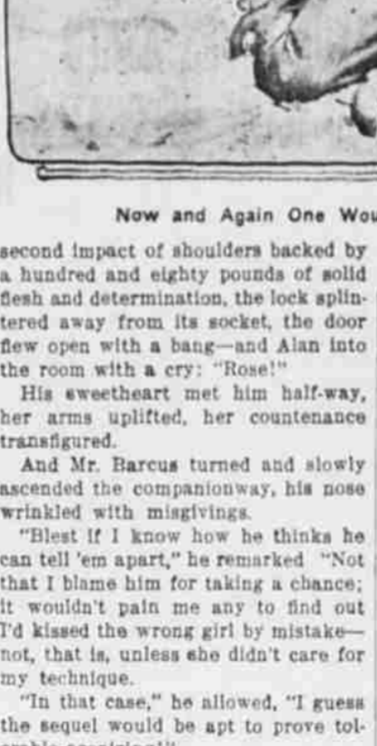 Now and Again One Wou
second impact of shoulders backed by
a hundred and eighty pounds of solid
flesh and determination, the lock splin-
tered away from its socket, the door
flew open with a bang—and Alan into
the room with a cry: "Rose!"
His sweetheart met him half-way,
her arms uplifted, her countenance
transfigured.
And Mr. Barcus turned and slowly
ascended the companionway, his nose
wrinkled with misgivings.
"Blest if I know how he thinks he
can tell 'em apart," he remarked "Not
that I blame him for taking a chance;
it wouldn't pain me any to find out
I'd kissed the wrong girl by mistake—
not, that is, unless she didn't care for
my technique.
"In that case," he allowed, "I guess
the sequel would be apt to prove tol-